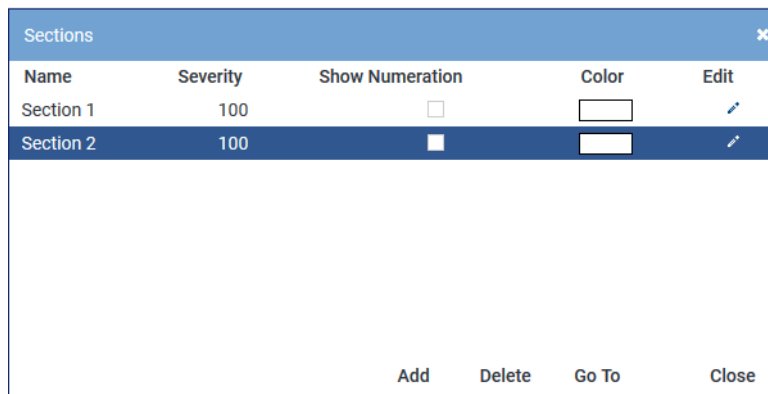 Sections
Name Severity Show Numeration Color Edit
Section 1 100
Section 2 100
Add Delete Go To Close